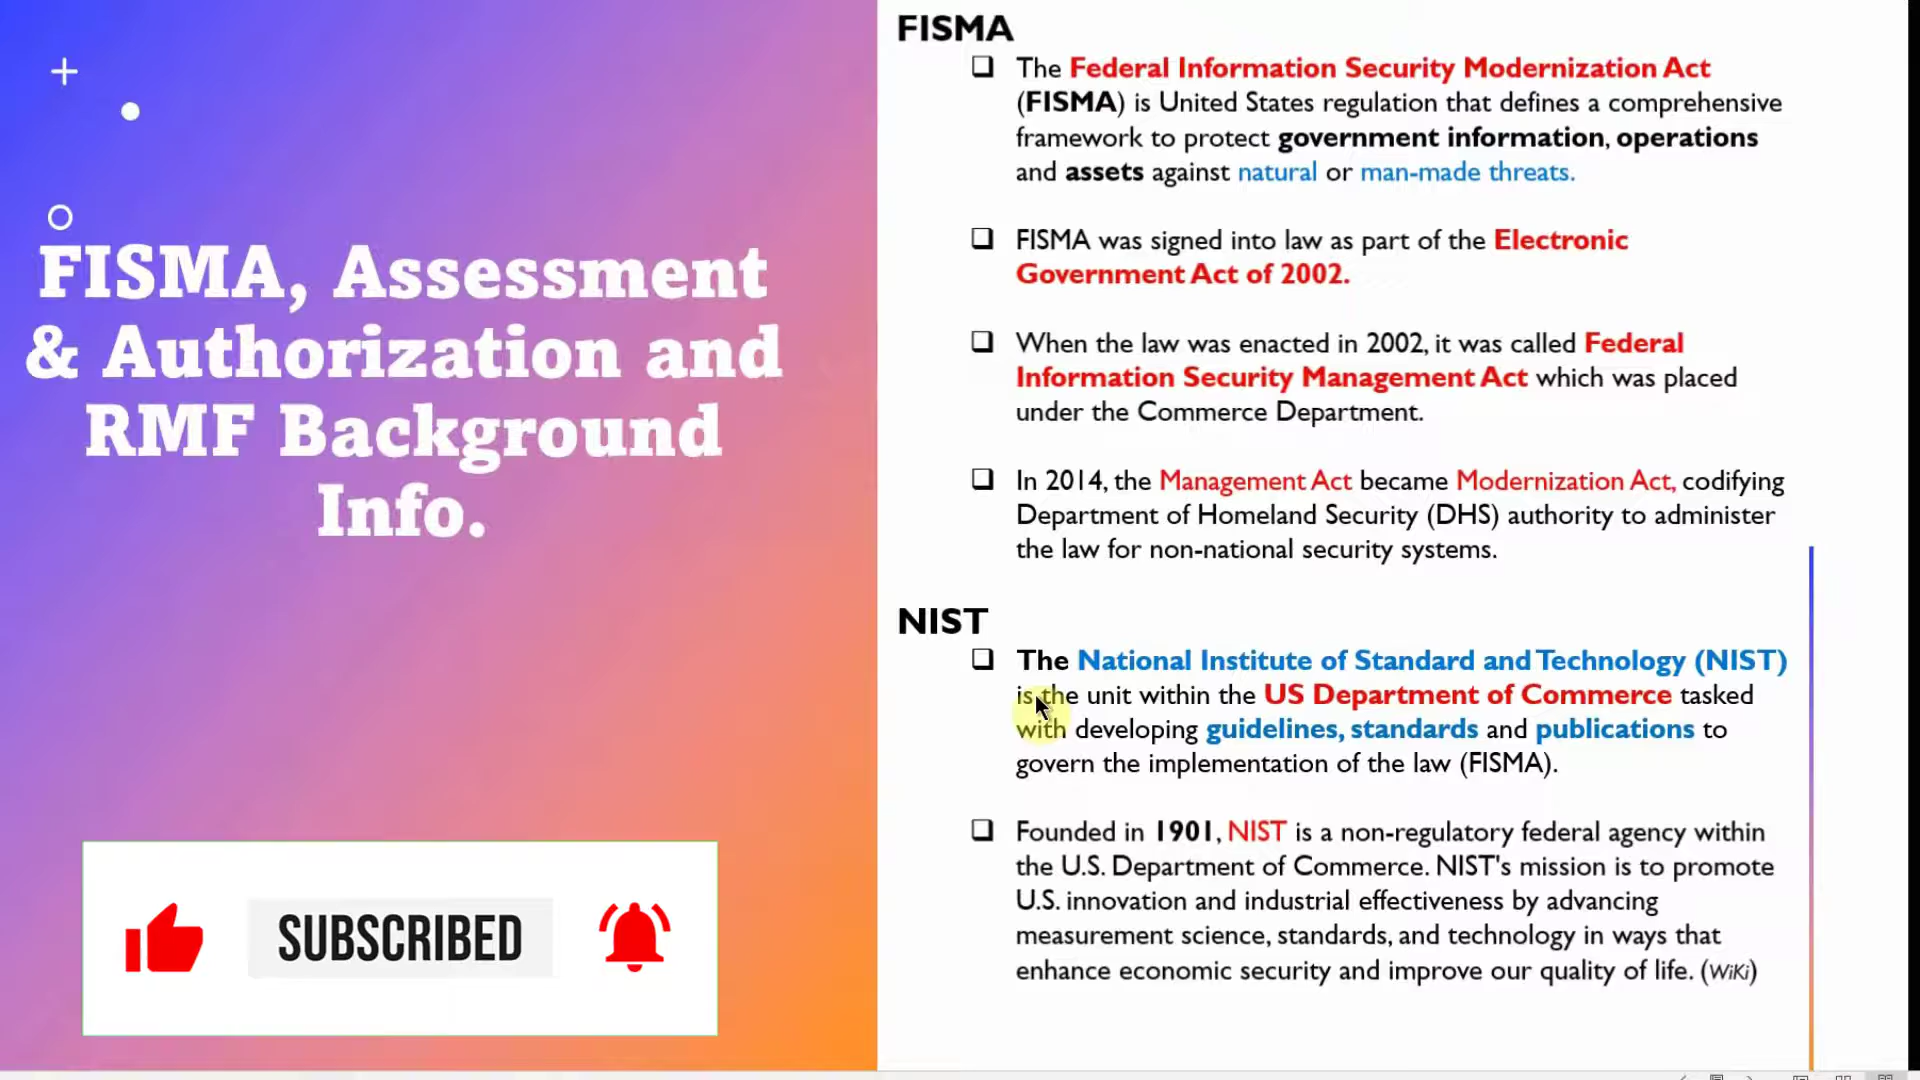 FISMA, Assessment
& Authorization and
RMF Background
Info.
SUBSCRIBED
FISMA
❑ The Federal Information Security Modernization Act
(FISMA) is United States regulation that defines a comprehensive
framework to protect government information, operations
and assets against natural or man-made threats.
❑ FISMA was signed into law as part of the Electronic
Government Act of 2002.
❑ When the law was enacted in 2002, it was called Federal
Information Security Management Act which was placed
under the Commerce Department.
❑ In 2014, the Management Act became Modernization Act, codifying
Department of Homeland Security (DHS) authority to administer
the law for non-national security systems.
NIST
❑ The National Institute of Standard and Technology (NIST)
is the unit within the US Department of Commerce tasked
with developing guidelines, standards and publications to
govern the implementation of the law (FISMA).
❑ Founded in 1901, NIST is a non-regulatory federal agency within
the U.S. Department of Commerce. NIST's mission is to promote
U.S. innovation and industrial effectiveness by advancing
measurement science, standards, and technology in ways that
enhance economic security and improve our quality of life. (WiKi)